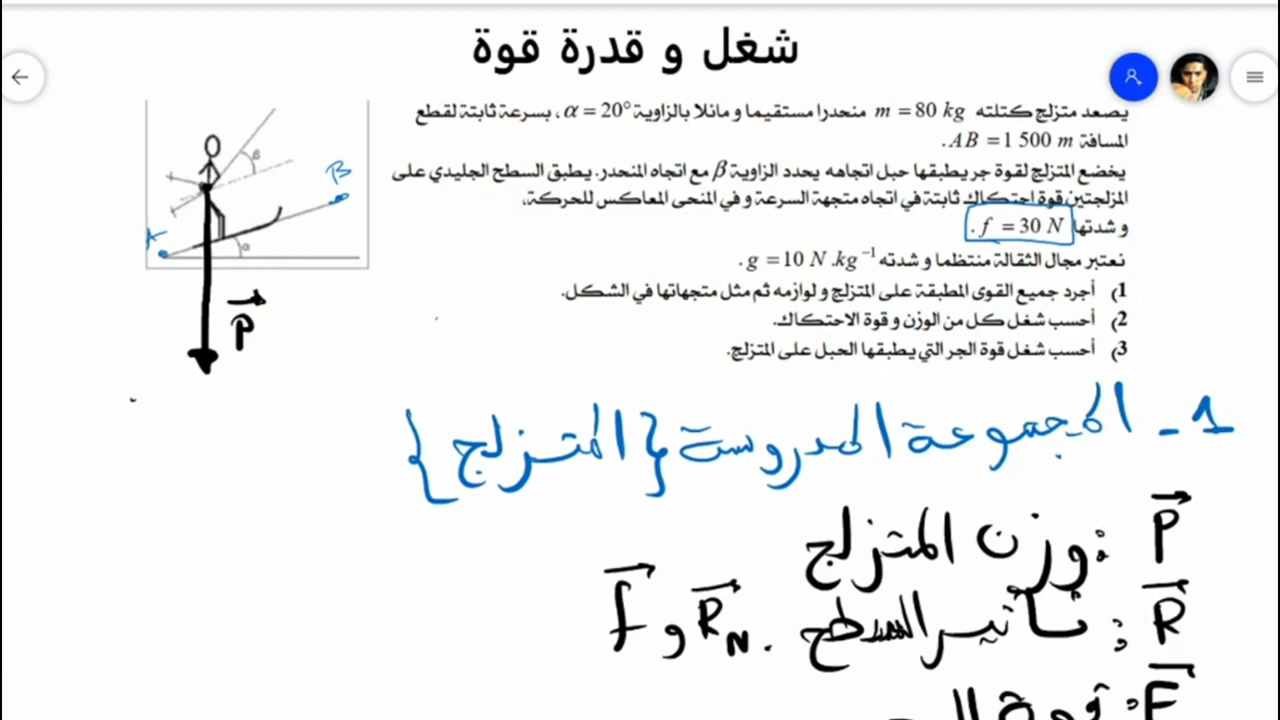 شغل و قدرة قوة
يصعد متزلج كتلته m = 80 kg منحدرا مستقيما و مائلا بالزاوية α = 20°، بسرعة ثابتة لقطع
المسافة AB = 1 500 m.
يخضع المتزلج لقوة جر يطبقها حبل اتجاهه يحدد الزاوية β مع اتجاه المنحدر. يطبق السطح الجليدي على
المزلجتين قوة احتكاك ثابتة في اتجاه متجهة السرعة و في المنحى المعاكس للحركة،
و شدتها f = 30 N.
نعتبر مجال الثقالة منتظما و شدته g = 10 N.kg⁻¹.
1) أجرد جميع القوى المطبقة على المتزلج و لوازمه ثم مثل متجهاتها في الشكل.
2) أحسب شغل كل من الوزن و قوة الاحتكاك.
3) أحسب شغل قوة الجر التي يطبقها الحبل على المتزلج.
β
B
A
α
P
1 - المجموعة المدروسة {المتزلج}
P : وزن المتزلج
R : تأثير السطح. R_N و f
F : قوة